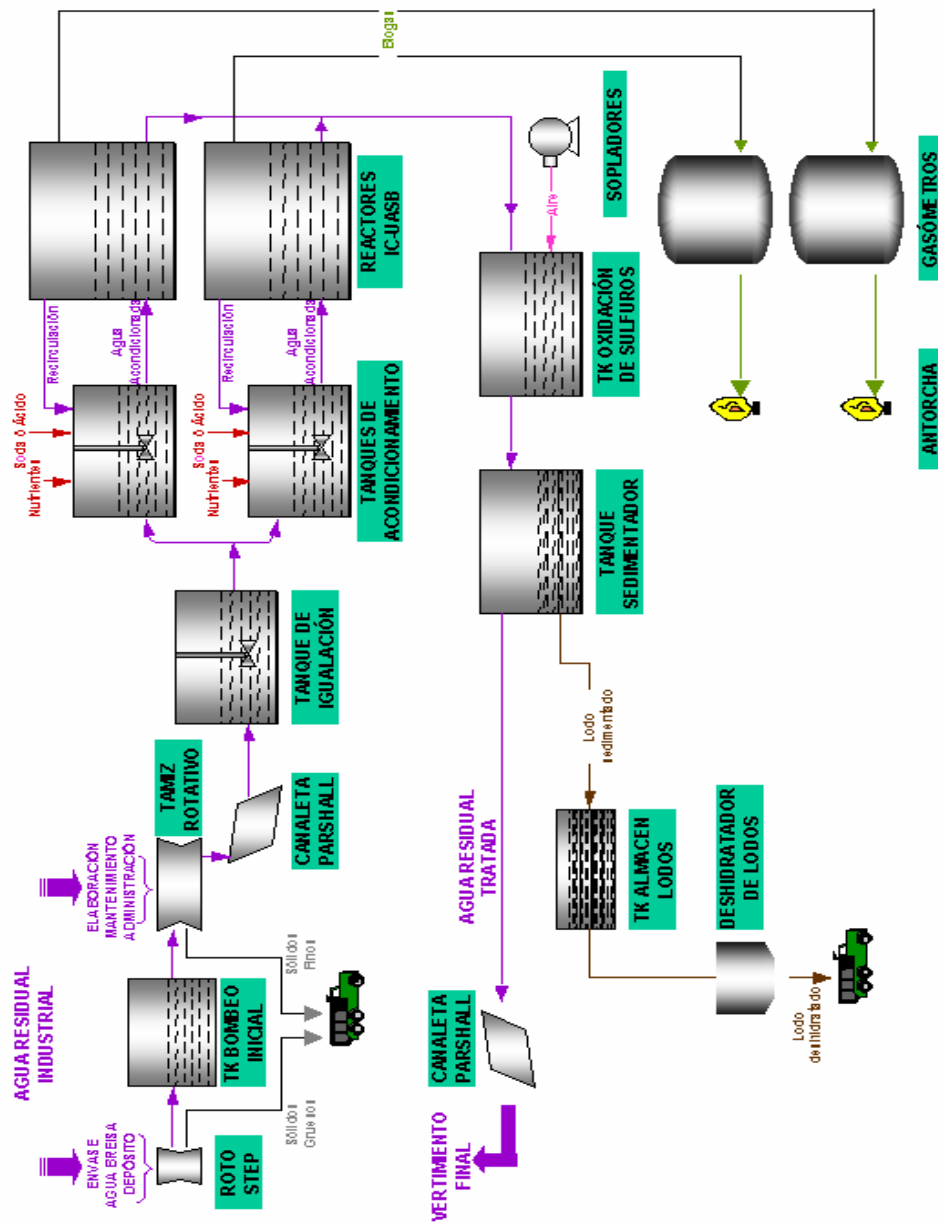 AGUA RESIDUAL
INDUSTRIAL
ENVASE
AGUA BREISA
DEPÓSITO
ROTO
STEP
Sólidos
Gruesos
TK BOMBEO
INICIAL
ELABORACIÓN
MANTENIMIENTO
ADMINISTRACIÓN
TAMIZ
ROTATIVO
Sólidos
Finos
CANALETA
PARSHALL
TANQUE DE
IGUALACIÓN
Nutrientes
Soda ó Ácido
Nutrientes
Soda ó Ácido
TANQUES DE
ACONDICIONAMIENTO
Recirculación
Agua
Acondicionada
Recirculación
Agua
Acondicionada
REACTORES
IC-UASB
Biogas
VERTIMIENTO
FINAL
CANALETA
PARSHALL
AGUA RESIDUAL
TRATADA
TANQUE
SEDIMENTADOR
TK OXIDACIÓN
DE SULFUROS
Aire
SOPLADORES
Lodo
sedimentado
TK ALMACEN
LODOS
DESHIDRATADOR
DE LODOS
Lodo
deshidratado
ANTORCHA
GASÓMETROS